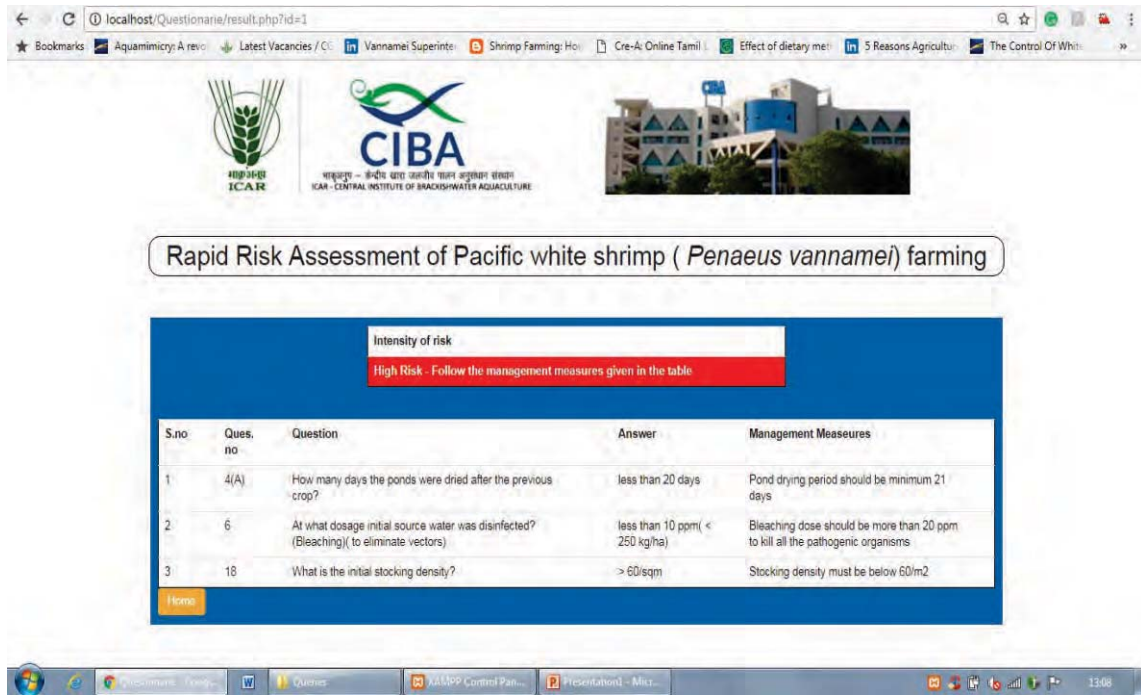 localhost/Questionarie/result.php?id=1
Bookmarks Aquamimicry: A revo Latest Vacancies / Vannamei Superinte Shrimp Farming: Ho Cre-A: Online Tamil Effect of dietary met 5 Reasons Agricultur The Control Of Whit »
CIBA
भाकृअनुप
ICAR
CIBA
ICAR - CENTRAL INSTITUTE OF BRACKISHWATER AQUACULTURE
Rapid Risk Assessment of Pacific white shrimp ( Penaeus vannamei) farming
Intensity of risk
High Risk - Follow the management measures given in the table
S.no Ques. no Question Answer Management Measeures
1 4(A) How many days the ponds were dried after the previous crop? less than 20 days Pond drying period should be minimum 21 days
2 6 At what dosage initial source water was disinfected? (Bleaching)( to eliminate vectors) less than 10 ppm( < 250 kg/ha) Bleaching dose should be more than 20 ppm to kill all the pathogenic organisms
3 18 What is the initial stocking density? > 60/sqm Stocking density must be below 60/m2
Home
Queries XAMPP Control Pan... Presentation1 - Micr... 13:08